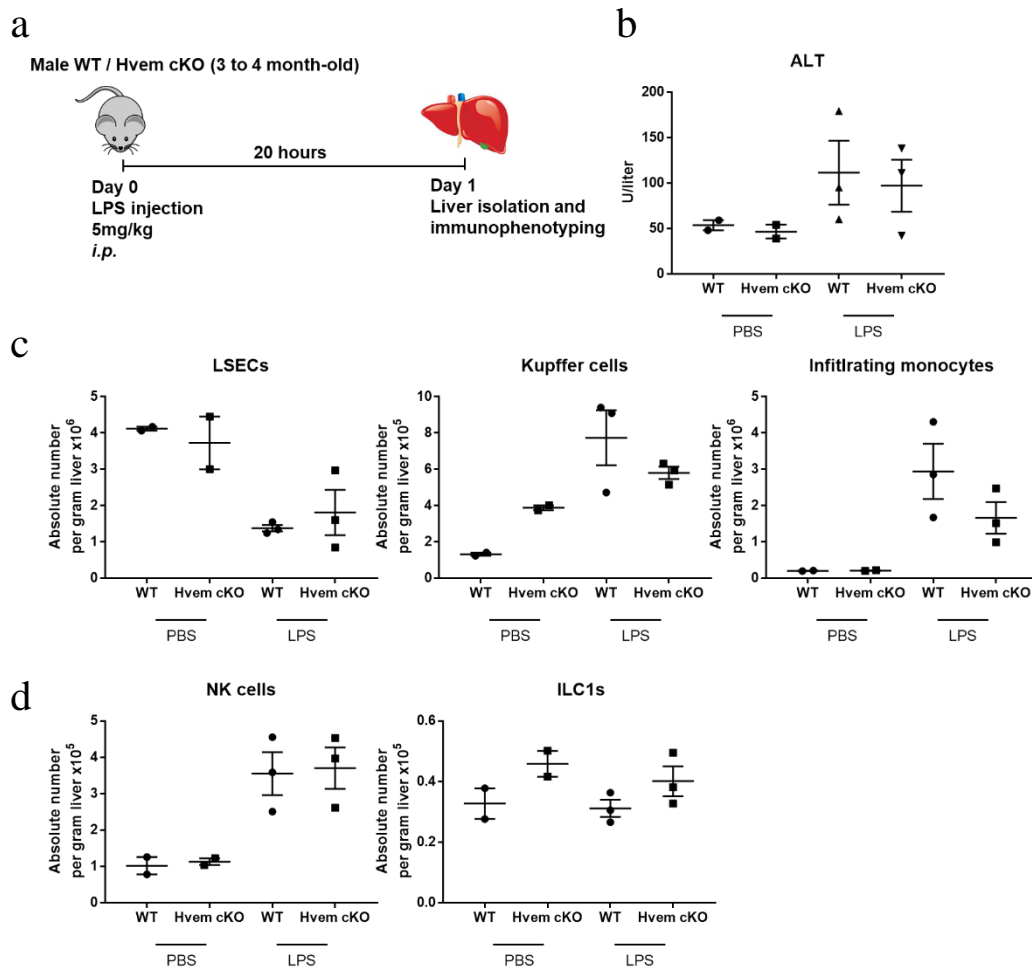 a
Male WT / Hvem cKO (3 to 4 month-old)
20 hours
Day 0
LPS injection
5mg/kg
i.p.
Day 1
Liver isolation and
immunophenotyping
b
ALT
U/liter
200
150
100
50
0
WT
Hvem cKO
WT
Hvem cKO
PBS
LPS
c
LSECs
Absolute number
per gram liver x10⁶
5
4
3
2
1
0
WT
Hvem cKO
WT
Hvem cKO
PBS
LPS
Kupffer cells
Absolute number
per gram liver x10⁵
10
8
6
4
2
0
WT
Hvem cKO
WT
Hvem cKO
PBS
LPS
Infitlrating monocytes
Absolute number
per gram liver x10⁶
5
4
3
2
1
0
WT
Hvem cKO
WT
Hvem cKO
PBS
LPS
d
NK cells
Absolute number
per gram liver x10⁵
5
4
3
2
1
0
WT
Hvem cKO
WT
Hvem cKO
PBS
LPS
ILC1s
Absolute number
per gram liver x10⁵
0.6
0.4
0.2
0.0
WT
Hvem cKO
WT
Hvem cKO
PBS
LPS